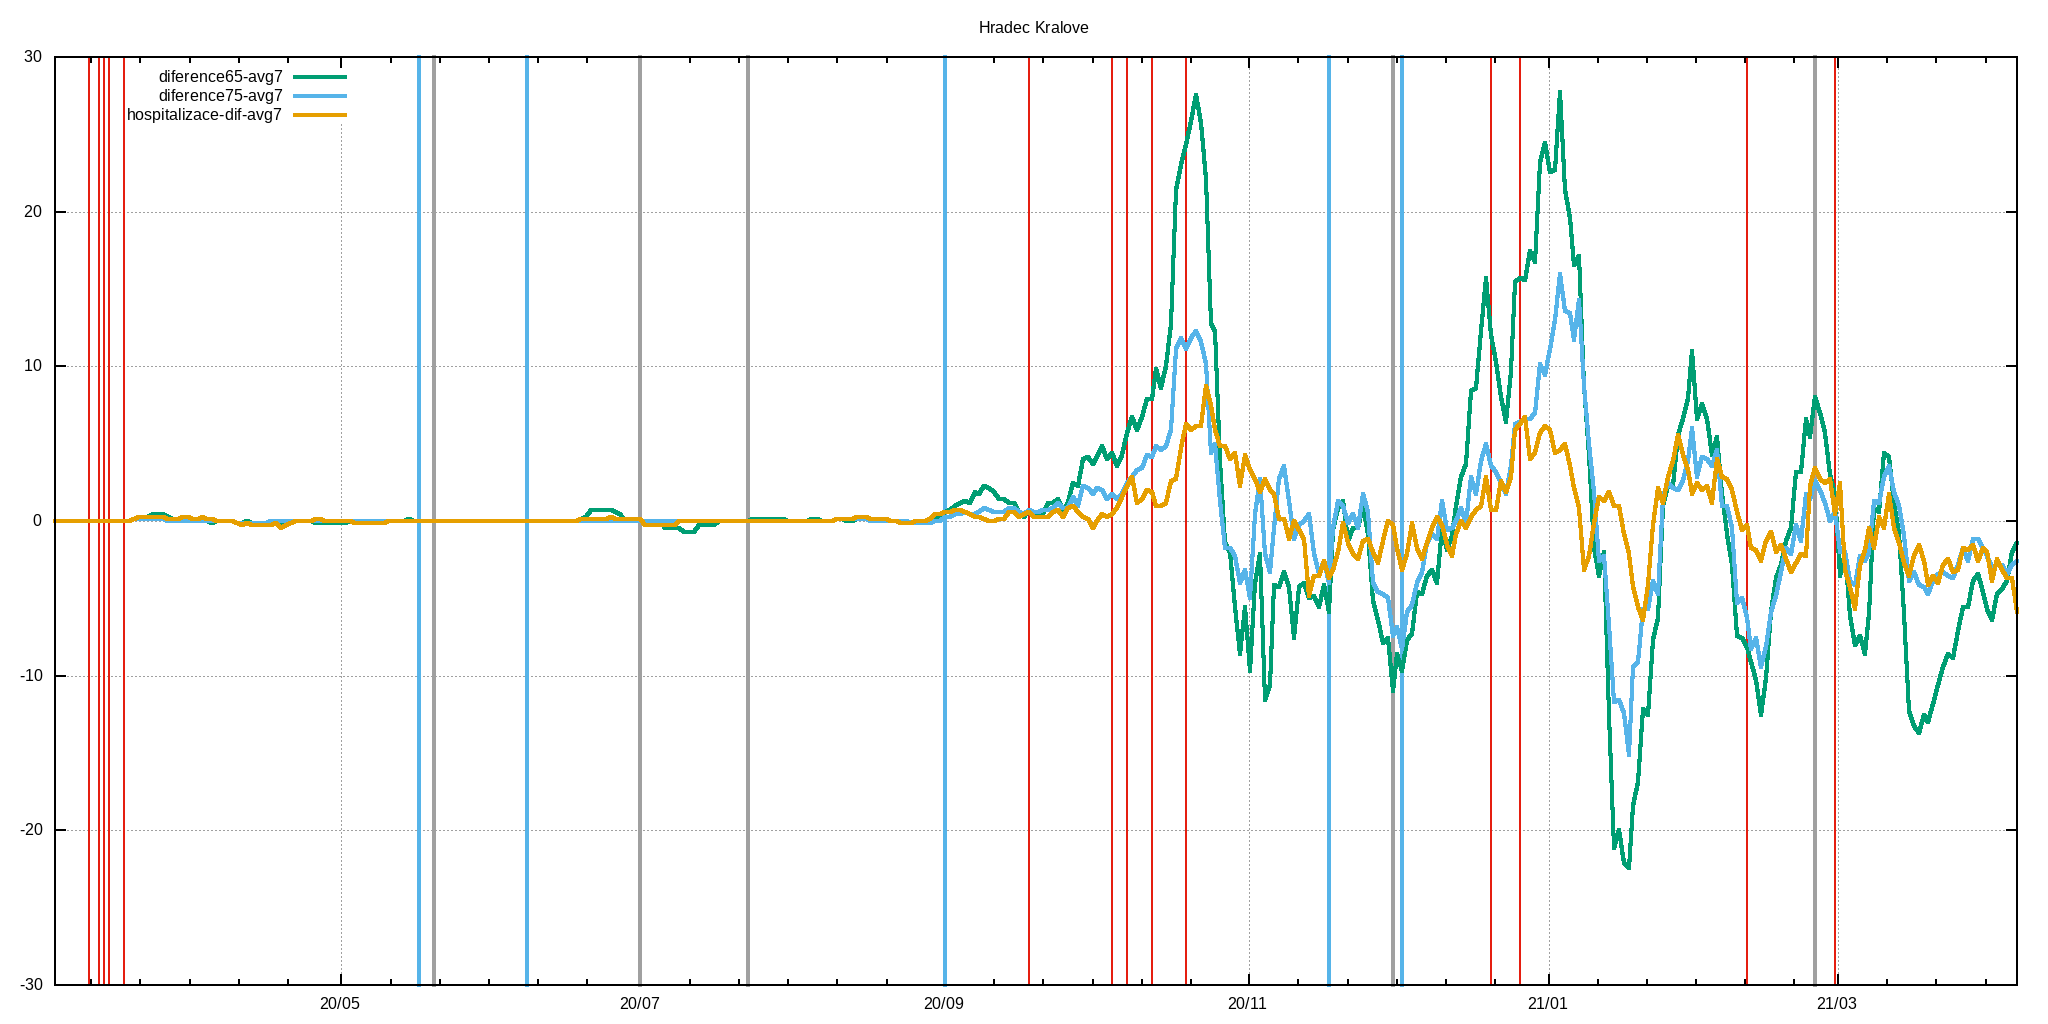 Hradec Kralove
30
20
10
0
-10
-20
-30
diference65-avg7
diference75-avg7
hospitalizace-dif-avg7
20/05 20/07 20/09 20/11 21/01 21/03